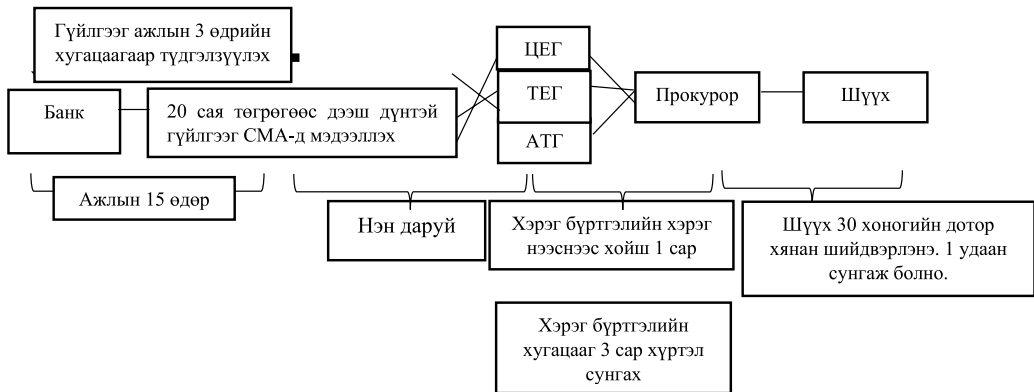 Гүйлгээг ажлын 3 өдрийн
хугацаагаар түдгэлзүүлэх
Банк
20 сая төгрөгөөс дээш дүнтэй
гүйлгээг СМА-д мэдээллэх
ЦЕГ
ТЕГ
АТГ
Прокурор
Шүүх
Ажлын 15 өдөр
Нэн даруй
Хэрэг бүртгэлийн хэрэг
нээснээс хойш 1 сар
Шүүх 30 хоногийн дотор
хянан шийдвэрлэнэ. 1 удаан
сунгаж болно.
Хэрэг бүртгэлийн
хугацааг 3 сар хүртэл
сунгах